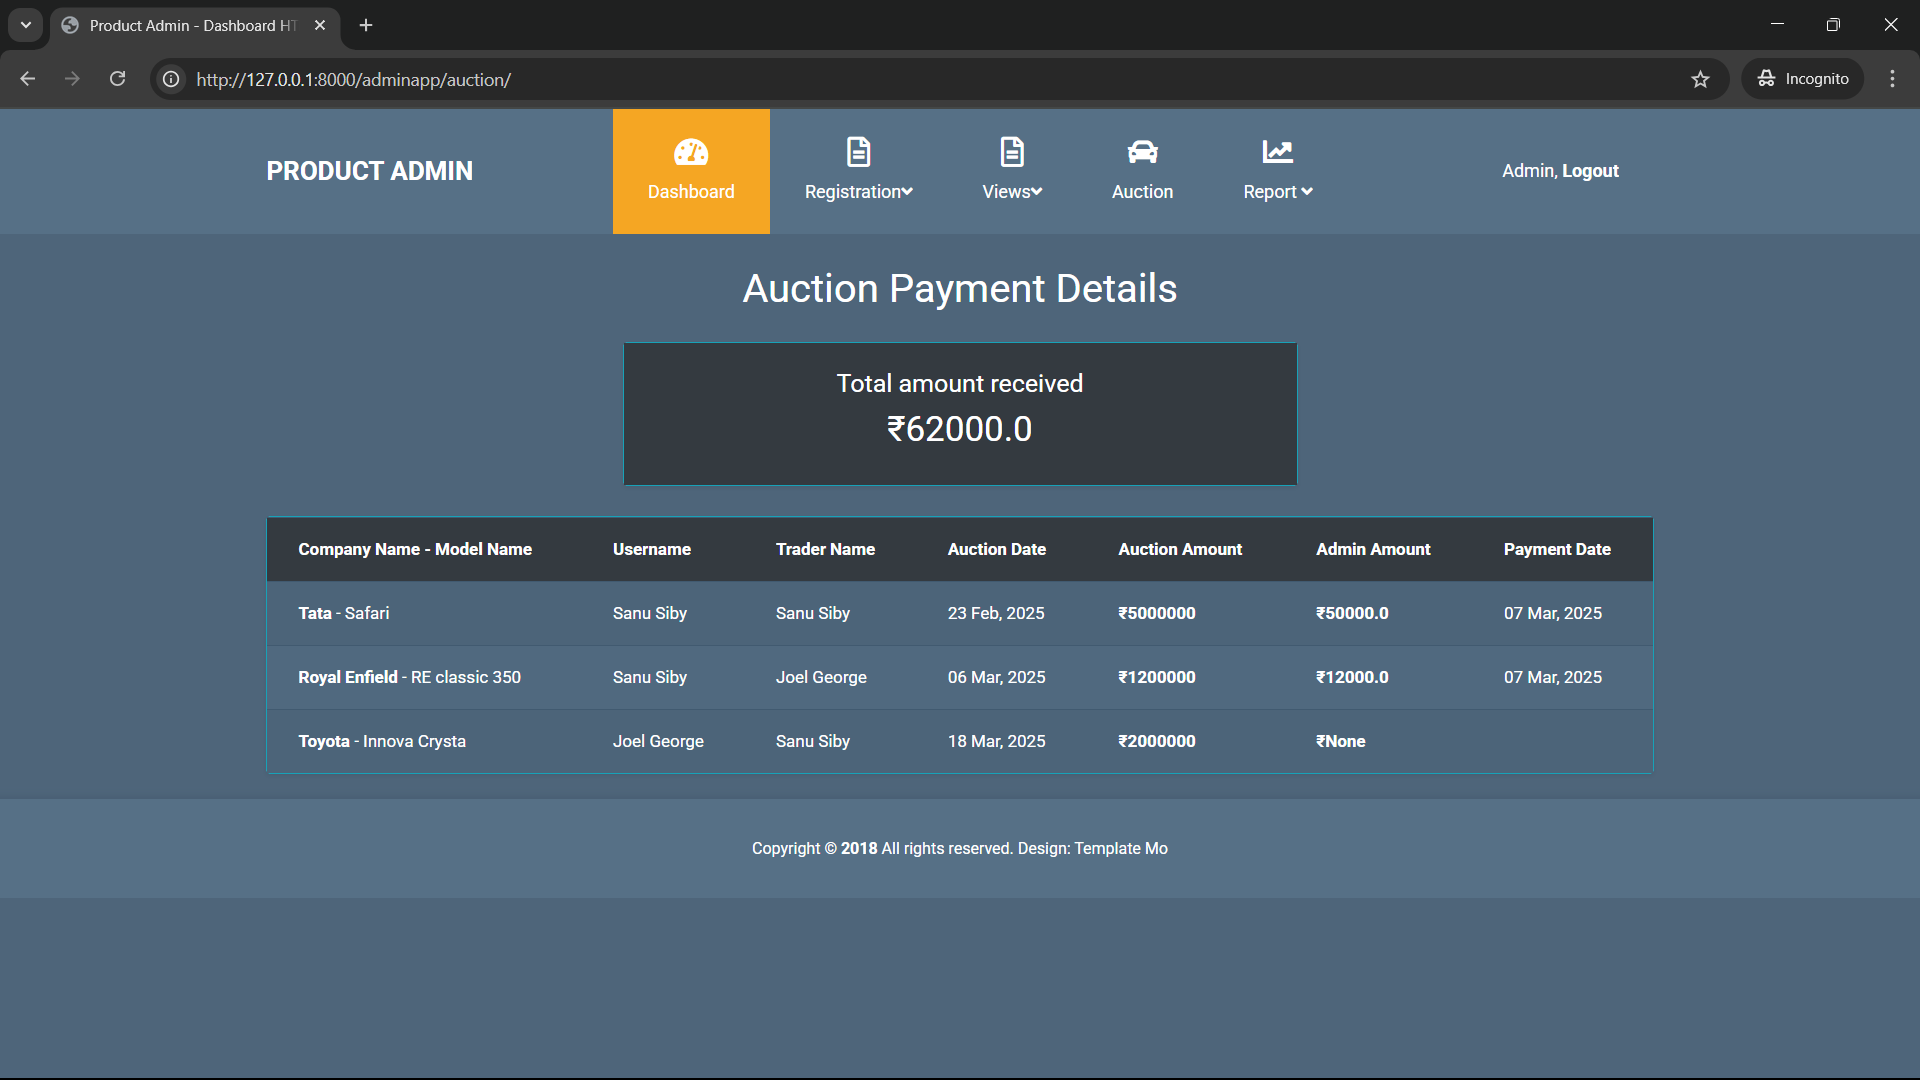 Product Admin - Dashboard HT
http://127.0.0.1:8000/adminapp/auction/
Incognito
PRODUCT ADMIN
Dashboard
Registration
Views
Auction
Report
Admin, Logout
Auction Payment Details
Total amount received
₹62000.0
Company Name - Model Name Username Trader Name Auction Date Auction Amount Admin Amount Payment Date
Tata - Safari Sanu Siby Sanu Siby 23 Feb, 2025 ₹5000000 ₹50000.0 07 Mar, 2025
Royal Enfield - RE classic 350 Sanu Siby Joel George 06 Mar, 2025 ₹1200000 ₹12000.0 07 Mar, 2025
Toyota - Innova Crysta Joel George Sanu Siby 18 Mar, 2025 ₹2000000 ₹None
Copyright © 2018 All rights reserved. Design: Template Mo